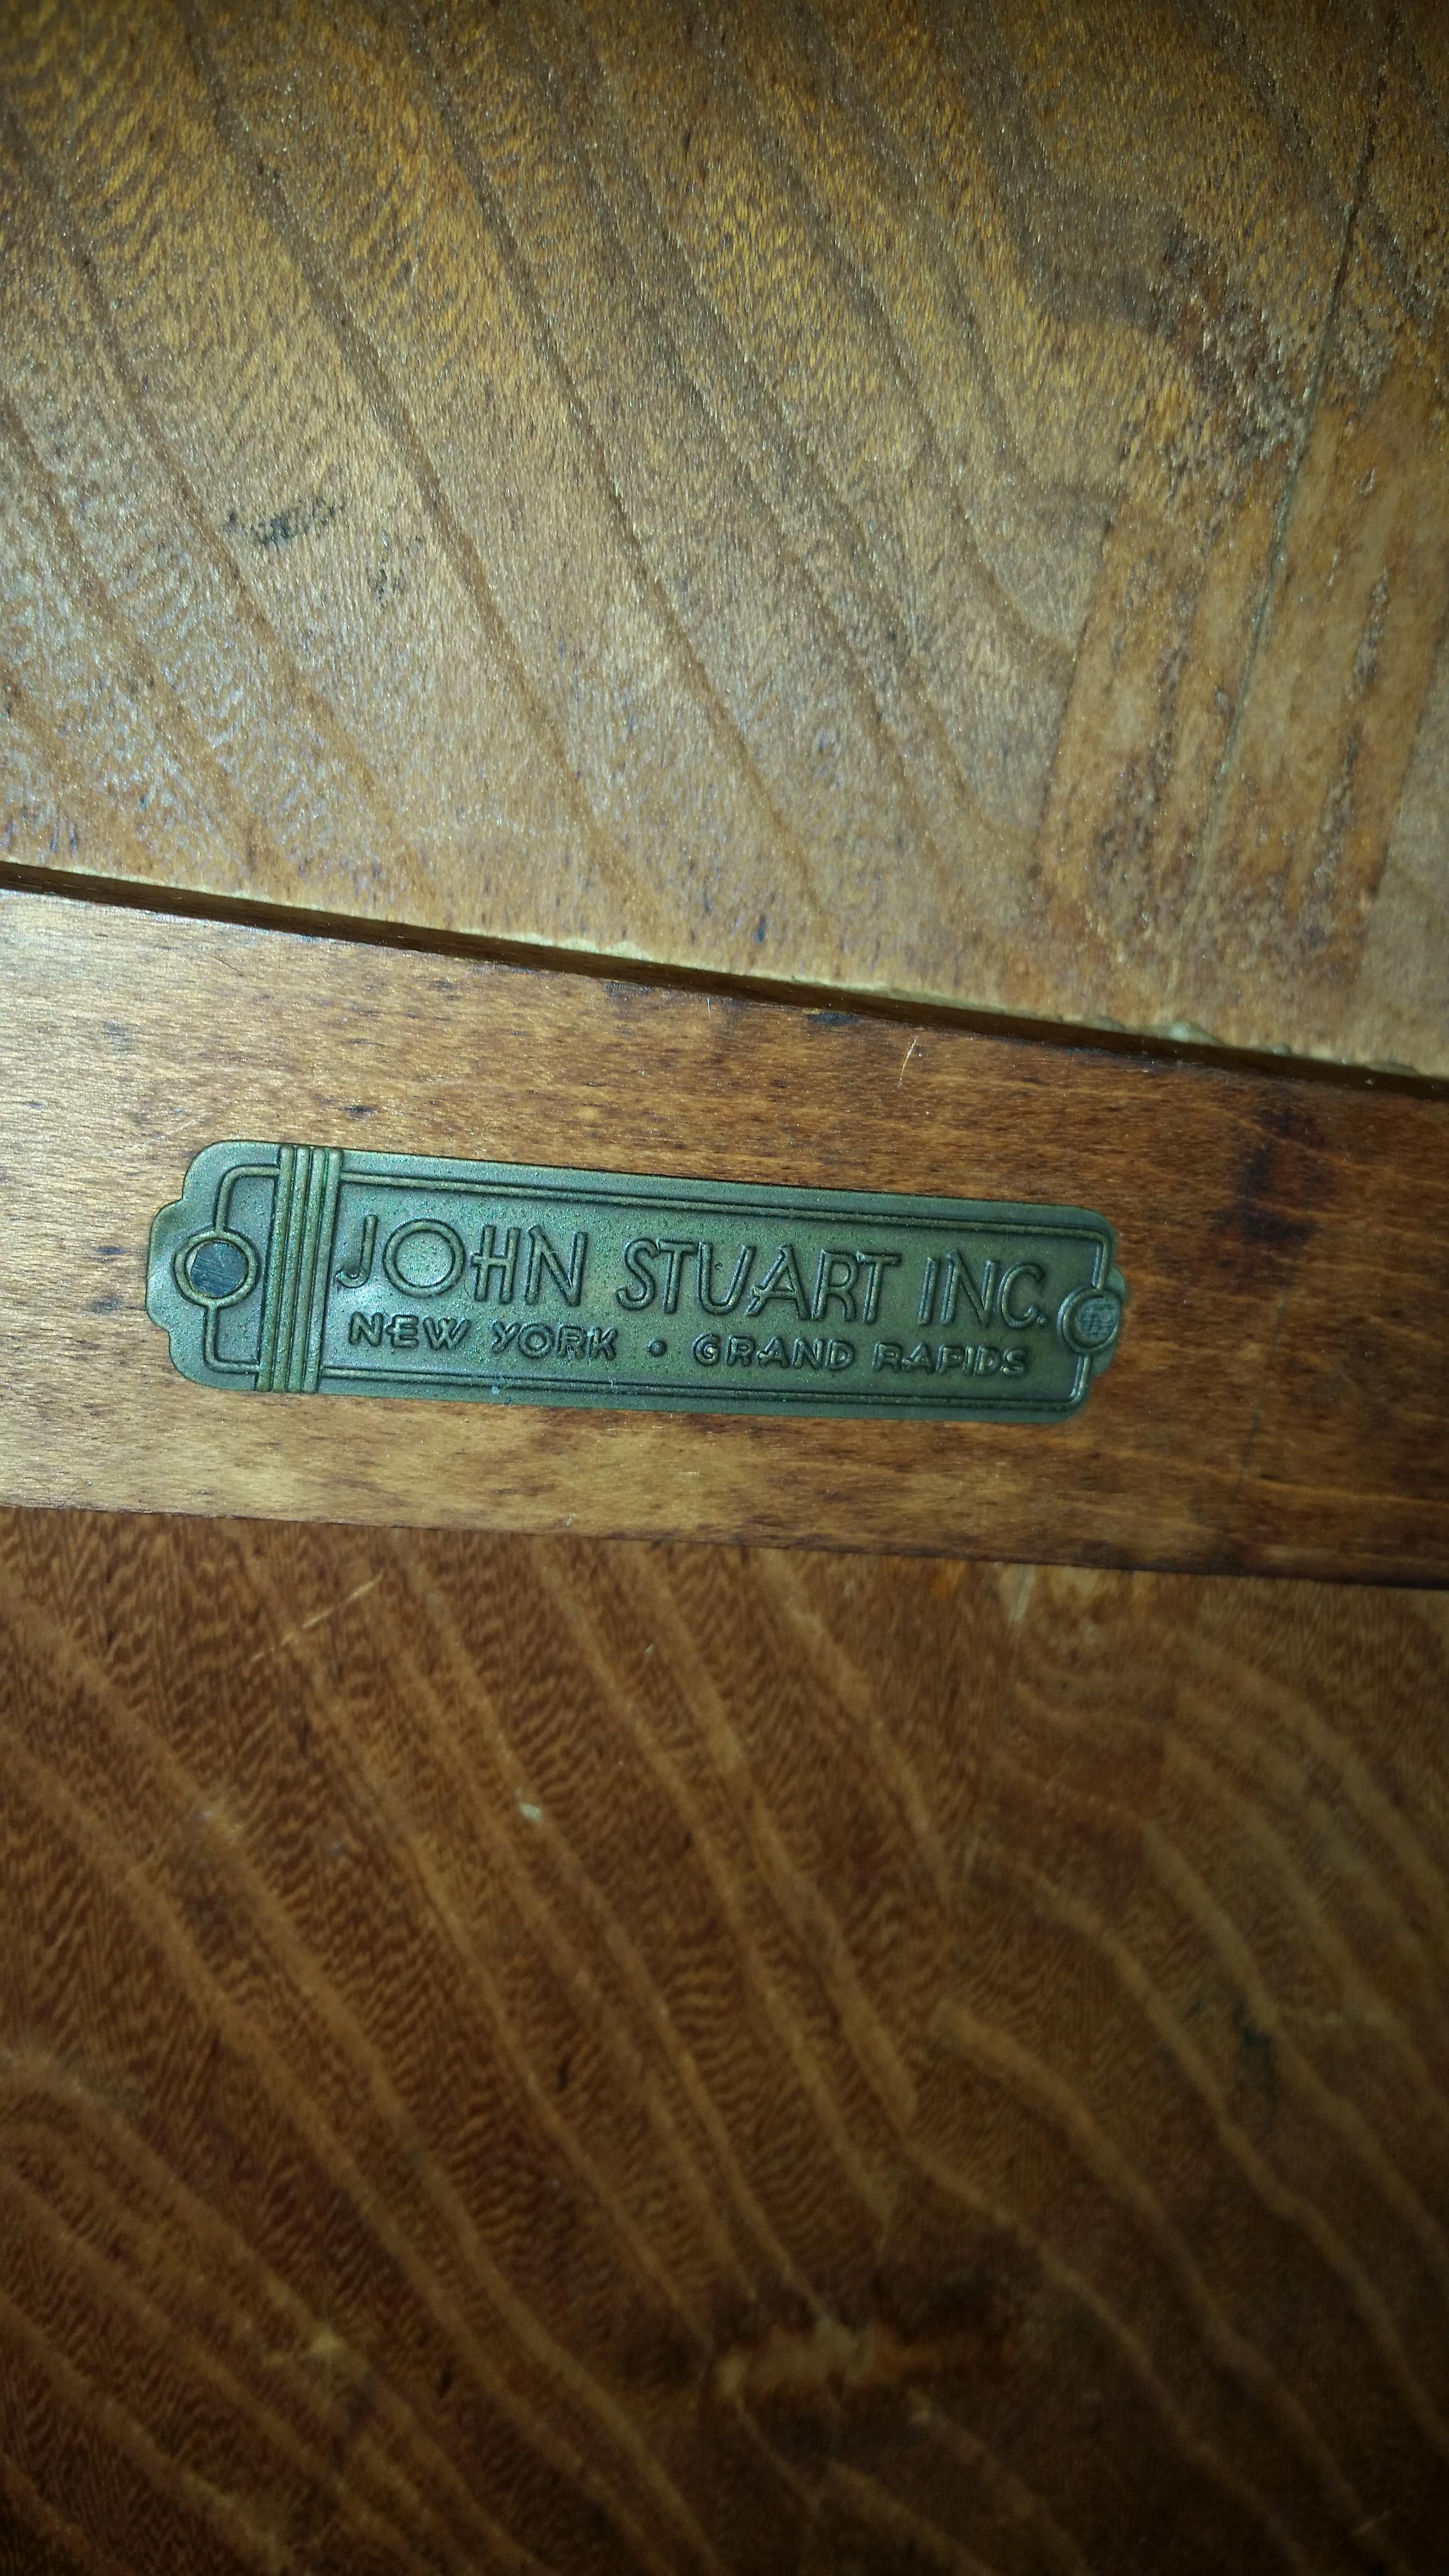 JOHN STUART INC.
NEW YORK • GRAND RAPIDS